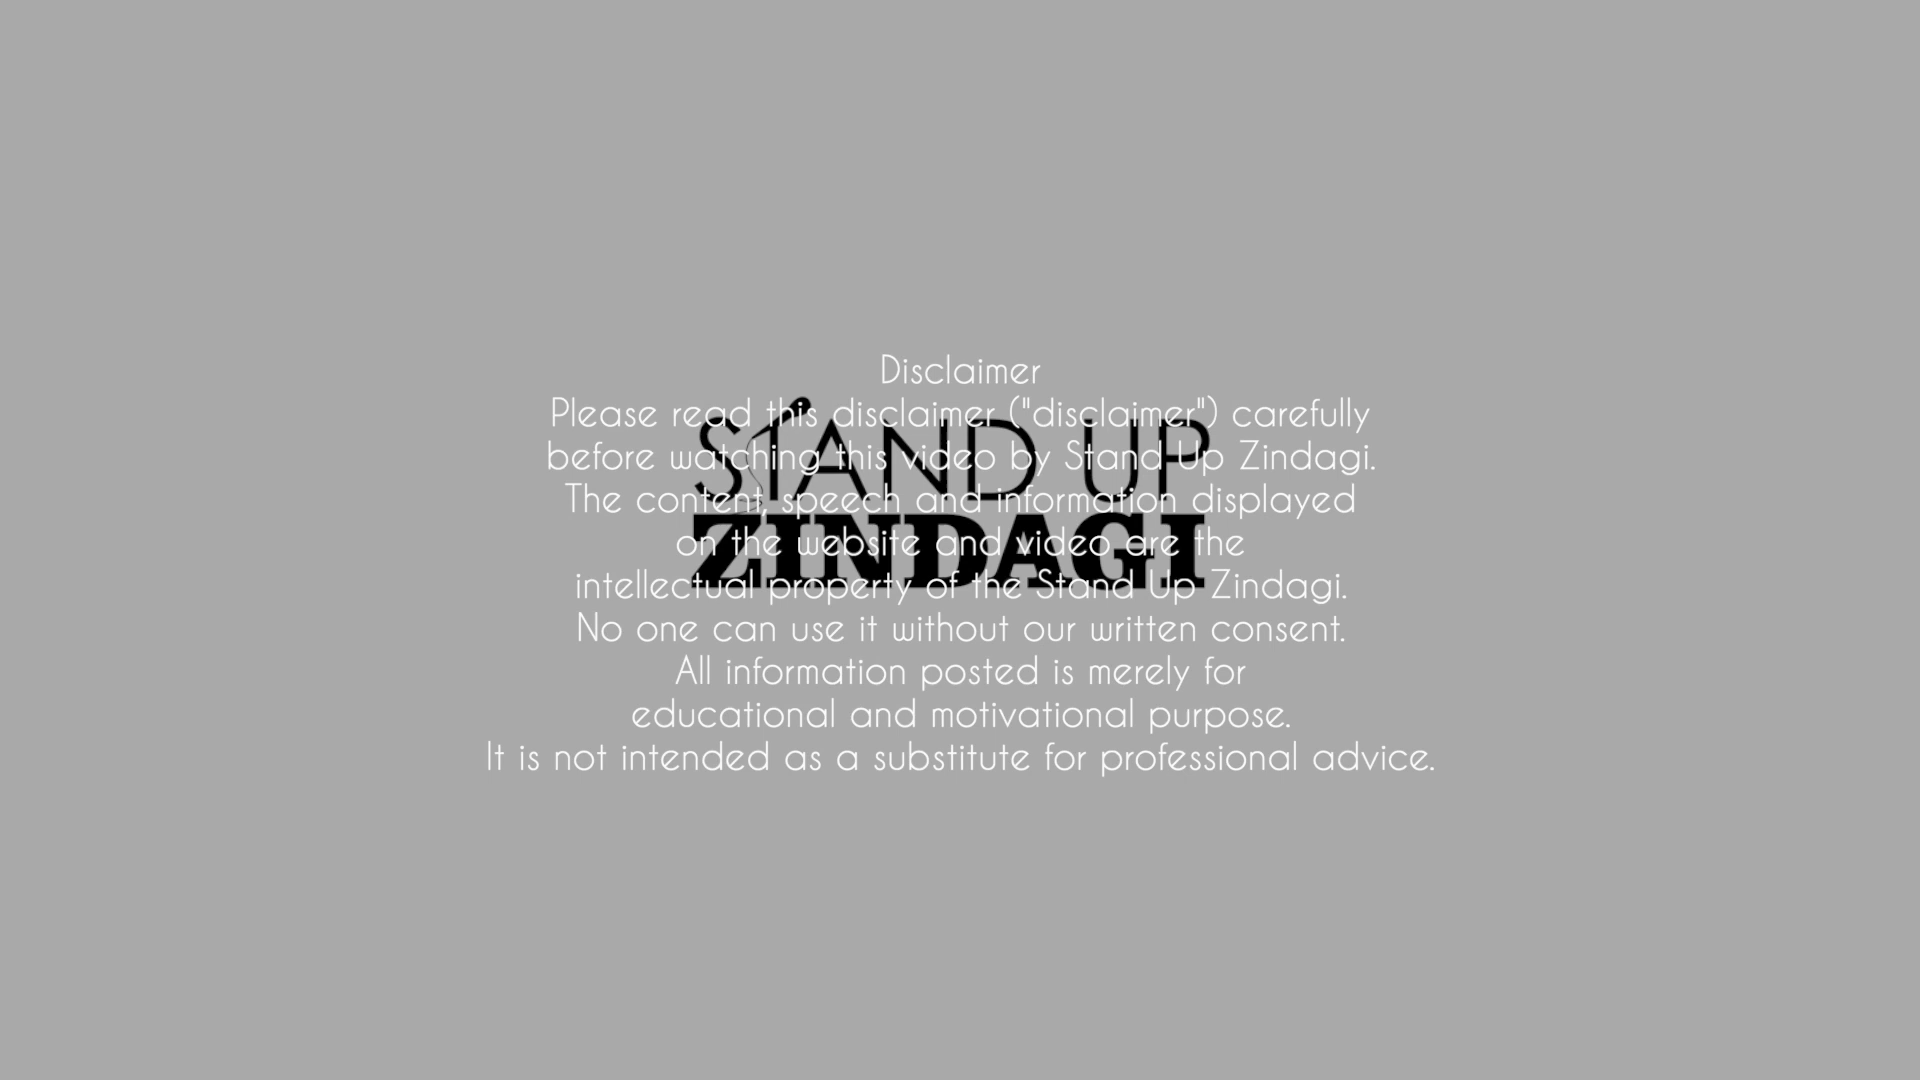 Disclaimer
Please read this disclaimer ("disclaimer") carefully
before watching this video by Stand Up Zindagi.
The content, speech and information displayed
on the website and video are the
intellectual property of the Stand Up Zindagi.
No one can use it without our written consent.
All information posted is merely for
educational and motivational purpose.
It is not intended as a substitute for professional advice.
STAND UP
ZINDAGI